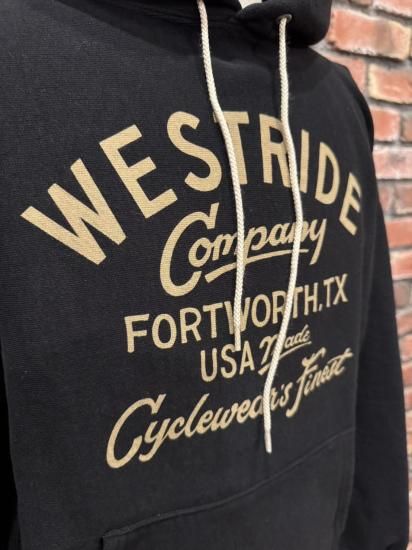 WESTRIDE
Company
FORTWORTH.TX
USA made
Cyclewear's Finest